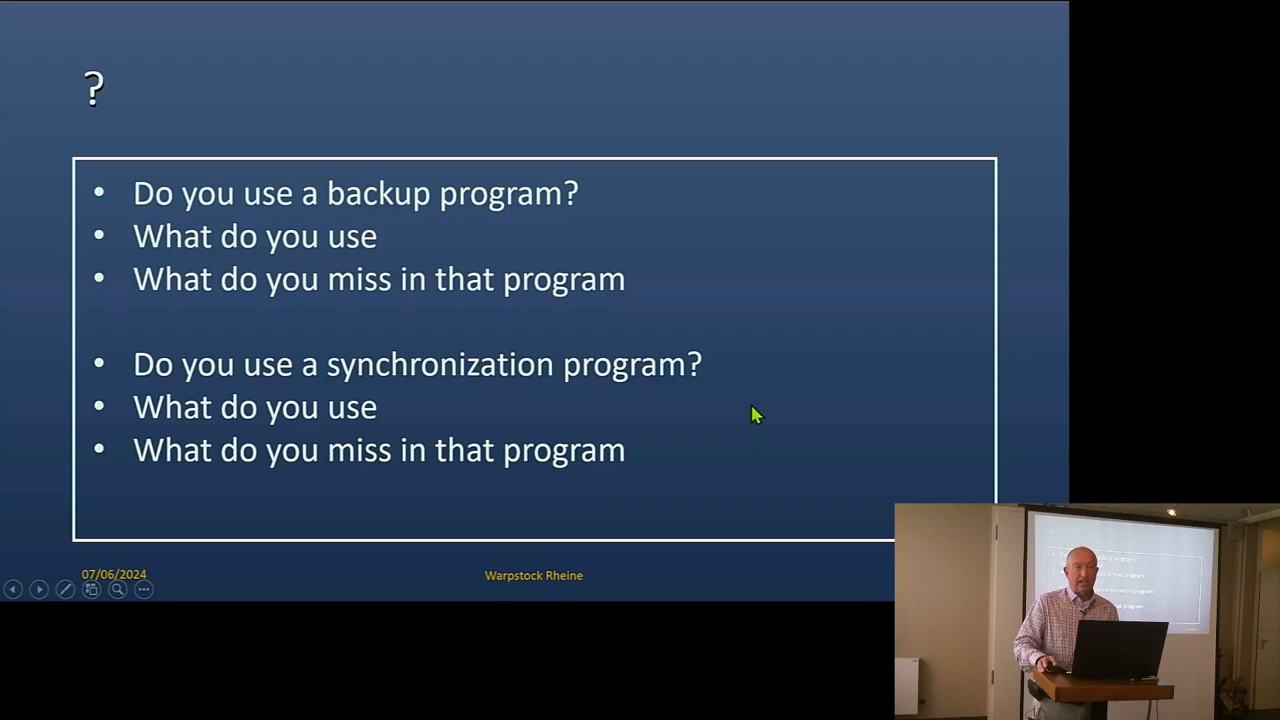 ?
• Do you use a backup program?
• What do you use
• What do you miss in that program
• Do you use a synchronization program?
• What do you use
• What do you miss in that program
07/06/2024
Warpstock Rheine